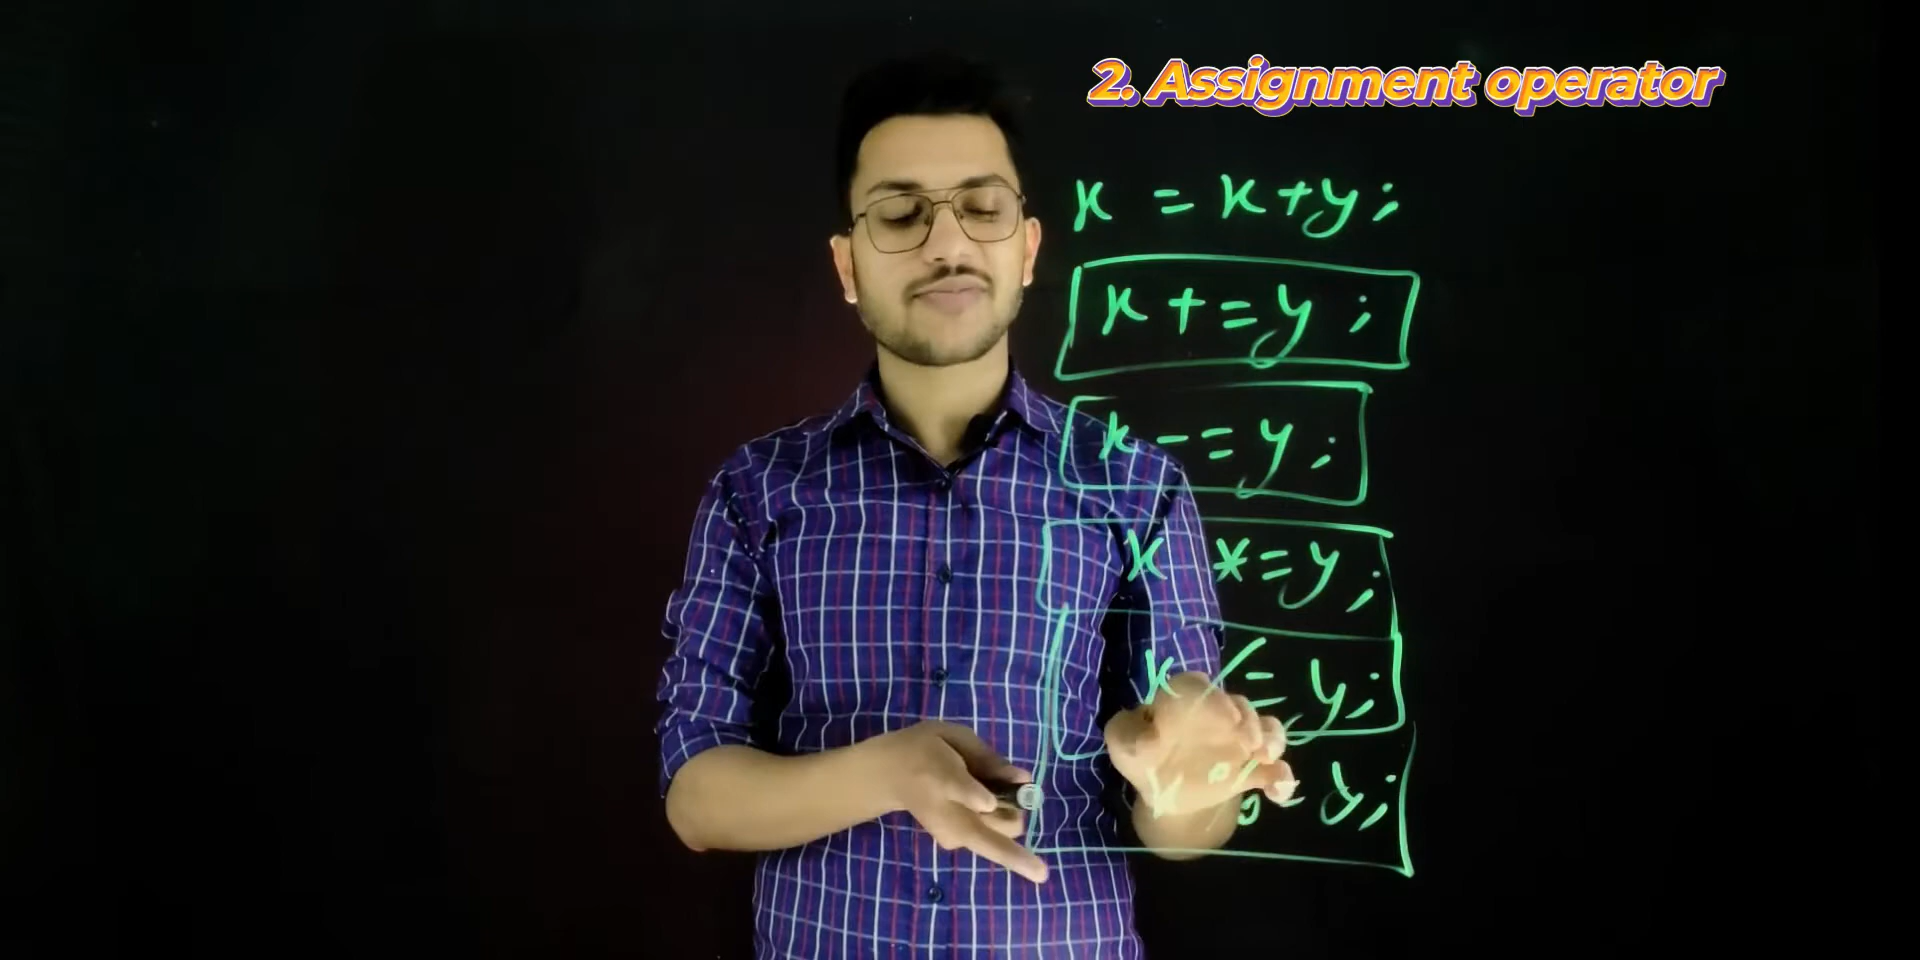 2. Assignment operator
x = x+y;
x += y;
x -= y;
x *= y;
x /= y;
x %= y;